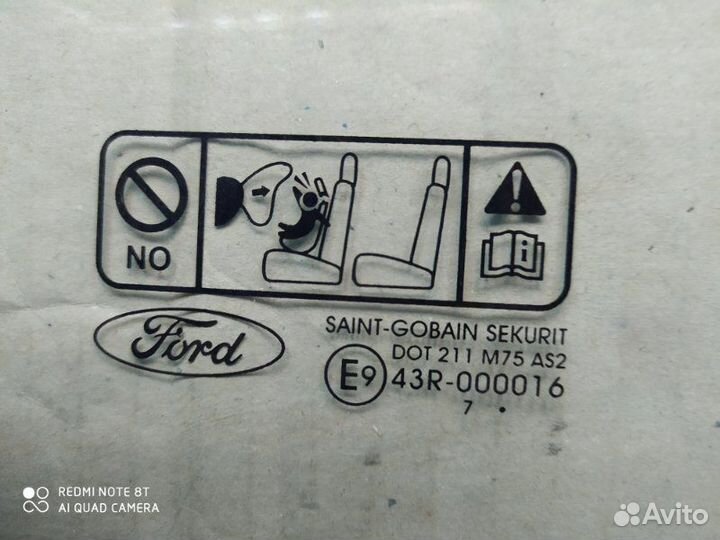 NO
i
Ford
SAINT-GOBAIN SEKURIT
DOT 211 M75 AS2
E9 43R-000016
7 •
REDMI NOTE 8T
AI QUAD CAMERA
Avito